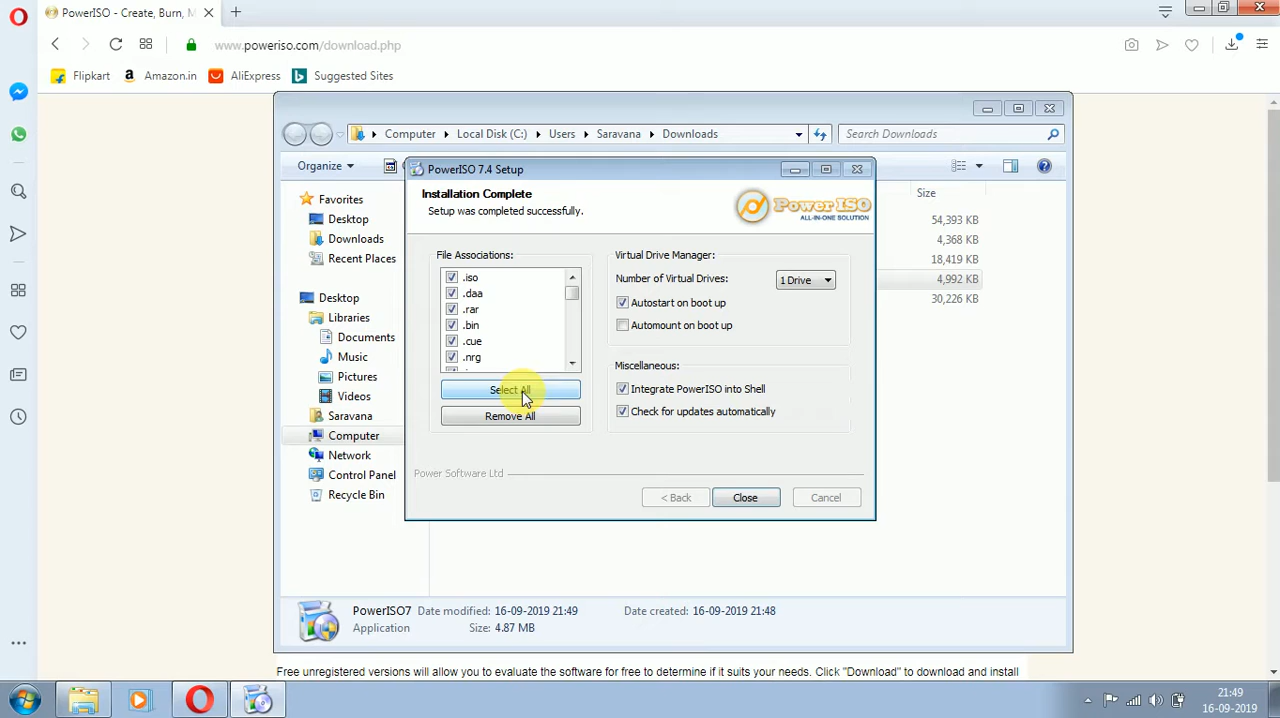 PowerISO - Create, Burn, M
www.poweriso.com/download.php
Flipkart
Amazon.in
AliExpress
Suggested Sites
Computer
Local Disk (C:)
Users
Saravana
Downloads
Search Downloads
Organize
PowerISO 7.4 Setup
Installation Complete
Setup was completed successfully.
Power ISO
ALL-IN-ONE SOLUTION
File Associations:
.iso
.daa
.rar
.bin
.cue
.nrg
Select All
Remove All
Virtual Drive Manager:
Number of Virtual Drives:
1 Drive
Autostart on boot up
Automount on boot up
Miscellaneous:
Integrate PowerISO into Shell
Check for updates automatically
Power Software Ltd
< Back
Close
Cancel
Favorites
Desktop
Downloads
Recent Places
Desktop
Libraries
Documents
Music
Pictures
Videos
Saravana
Computer
Network
Control Panel
Recycle Bin
Size
54,393 KB
4,368 KB
18,419 KB
4,992 KB
30,226 KB
PowerISO7
Date modified: 16-09-2019 21:49
Date created: 16-09-2019 21:48
Application
Size: 4.87 MB
Free unregistered versions will allow you to evaluate the software for free to determine if it suits your needs. Click "Download" to download and install
21:49
16-09-2019